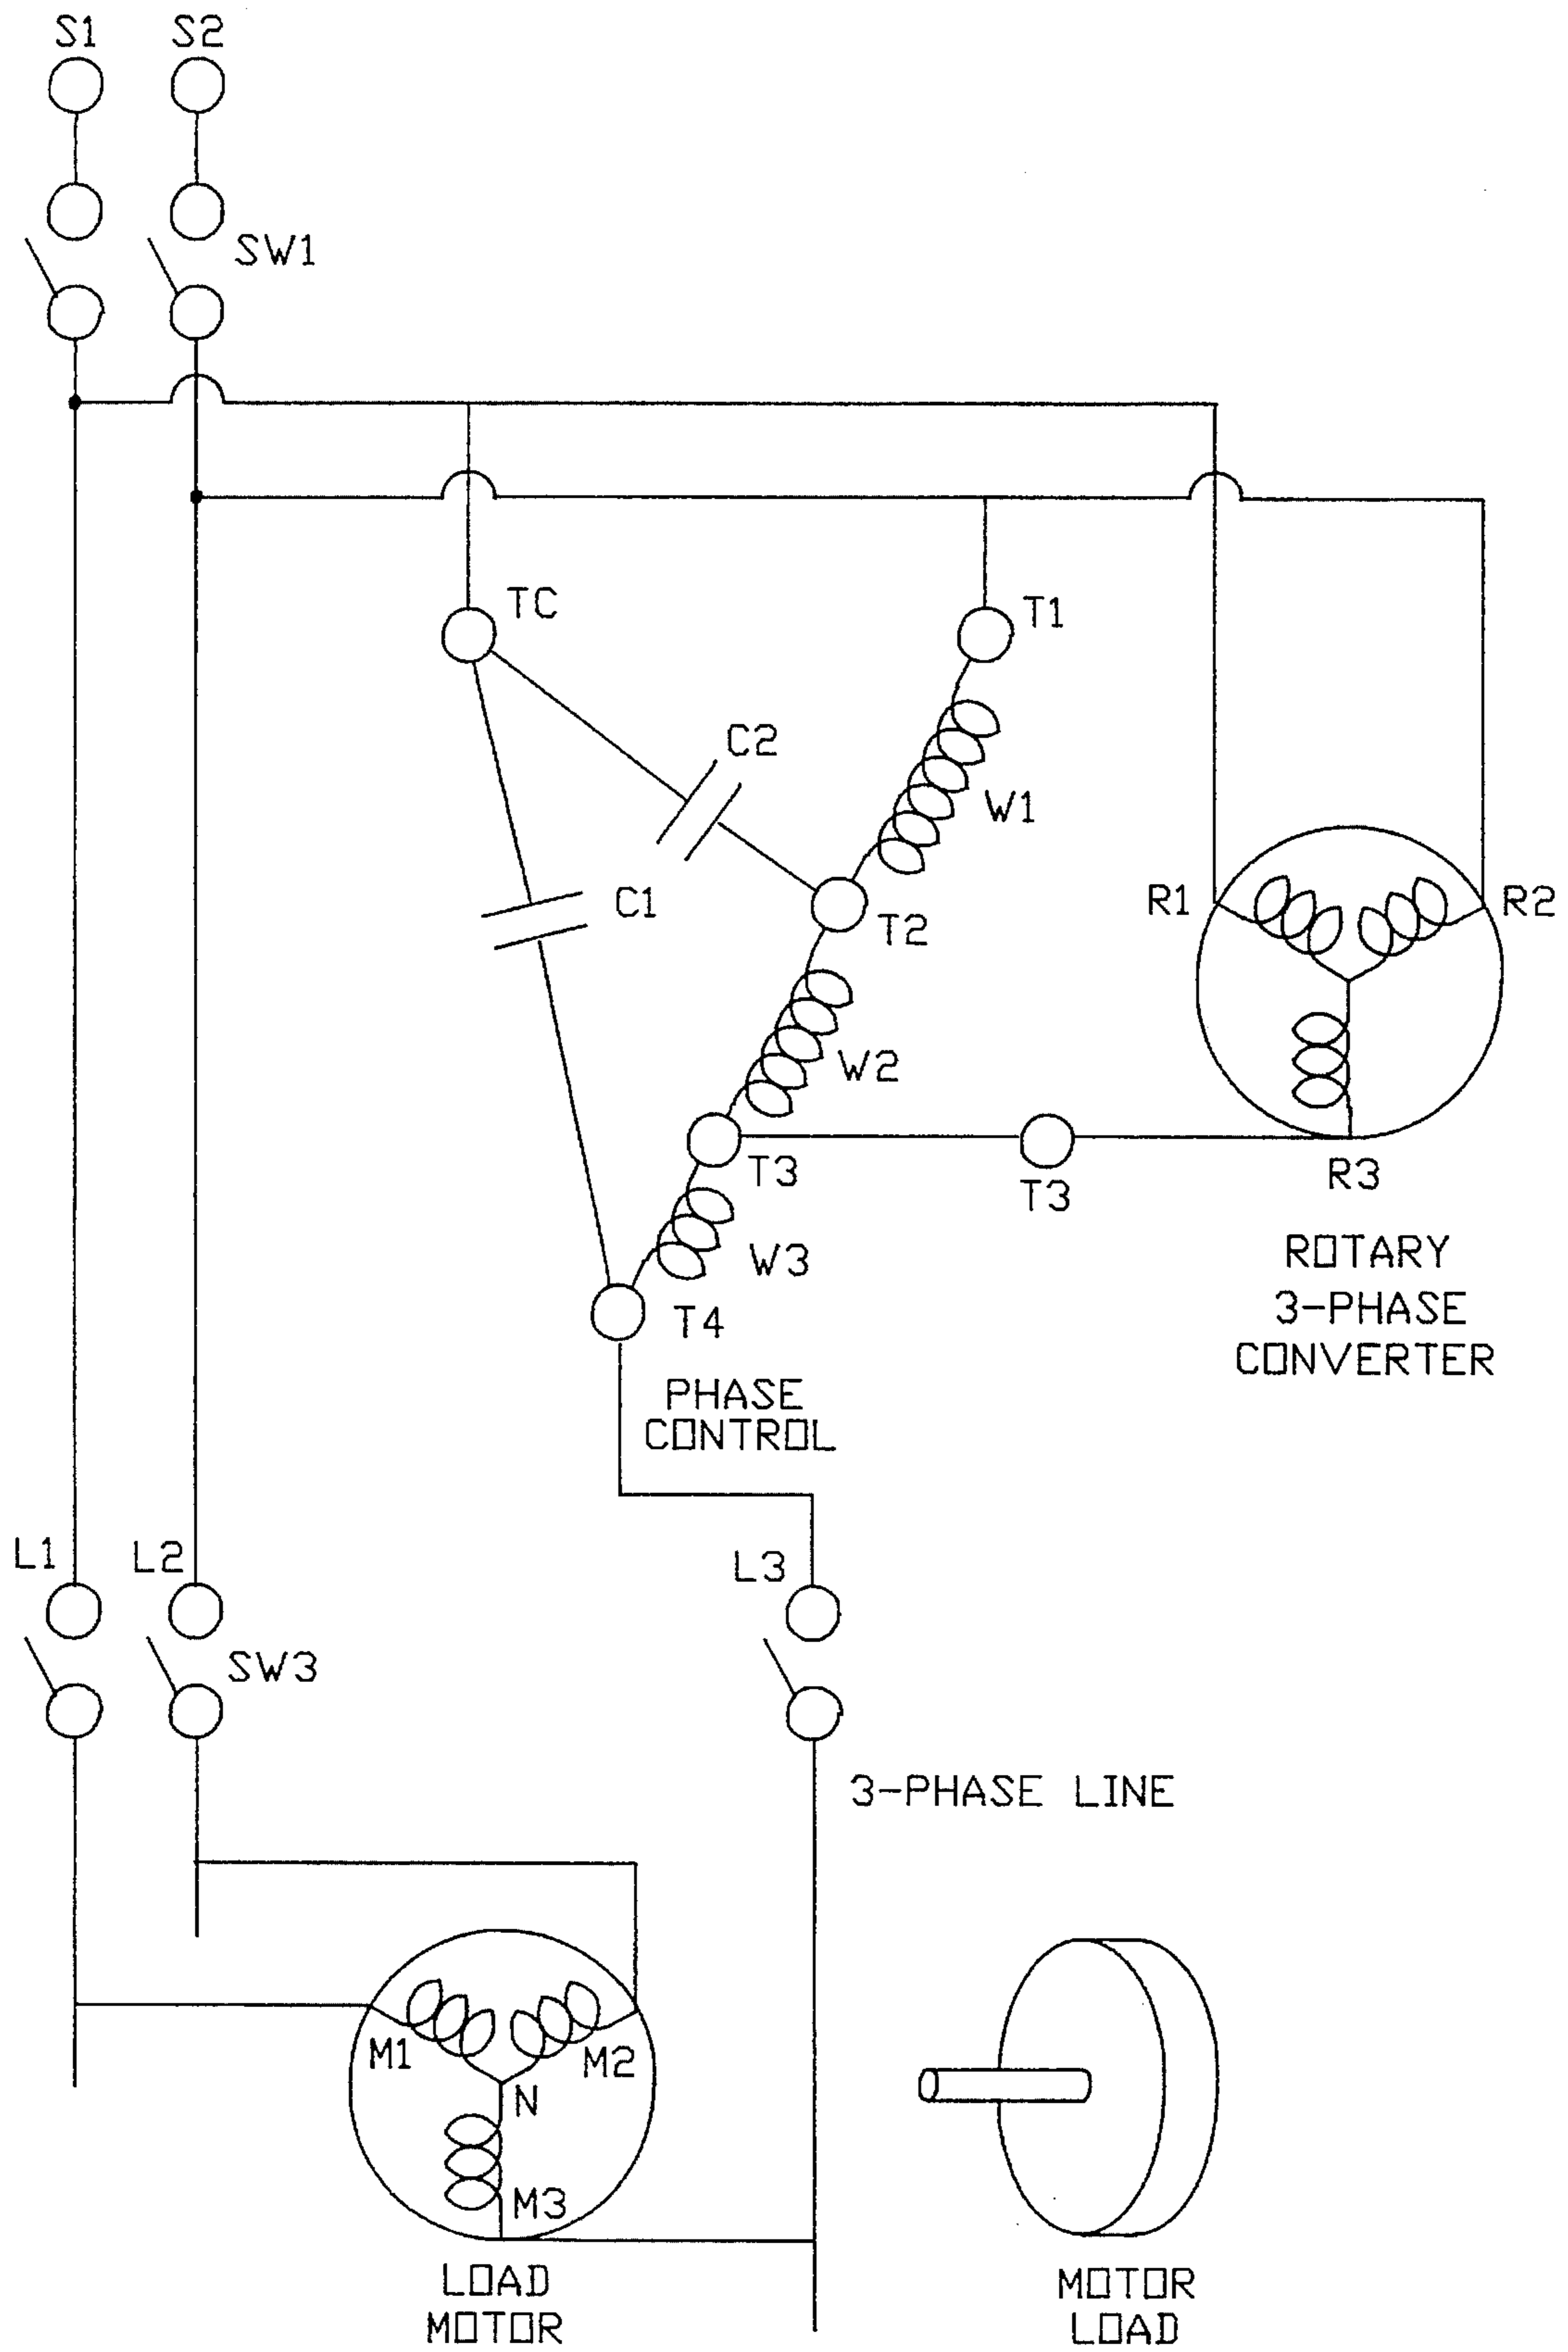 S1 S2
SW1
TC
T1
C2
W1
C1
T2
R1
R2
W2
T3
T3
R3
W3
T4
ROTARY
3-PHASE
CONVERTER
PHASE
CONTROL
L1
L2
L3
SW3
3-PHASE LINE
M1
M2
N
M3
LOAD
MOTOR
MOTOR
LOAD